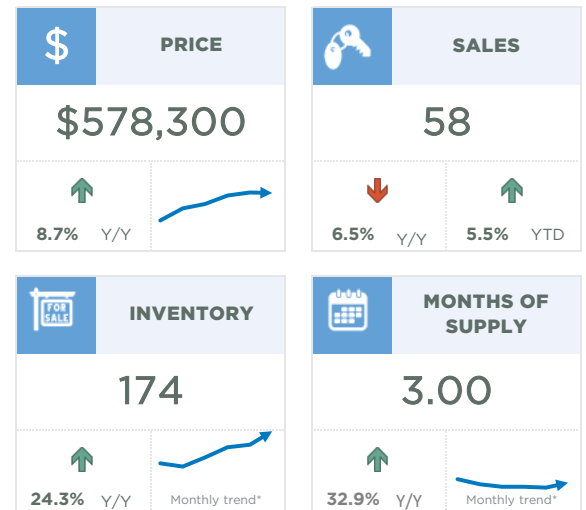 $
PRICE
$578,300
8.7% Y/Y
SALES
58
6.5% Y/Y
5.5% YTD
FOR
SALE
INVENTORY
174
24.3% Y/Y
Monthly trend*
MONTHS OF
SUPPLY
3.00
32.9% Y/Y
Monthly trend*